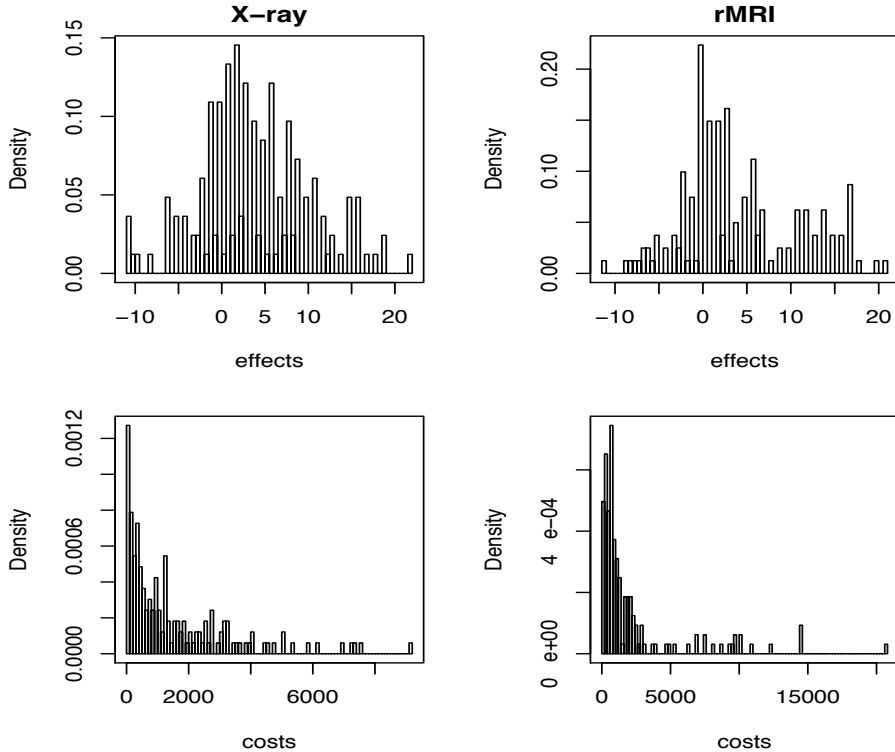 X−ray
Density
0.00 0.05 0.10 0.15
−10 0 5 10 20
effects
rMRI
Density
0.00 0.10 0.20
−10 0 5 10 20
effects
Density
0.0000 0.0006 0.0012
0 2000 6000
costs
Density
0 e+00 4 e−04
0 5000 15000
costs